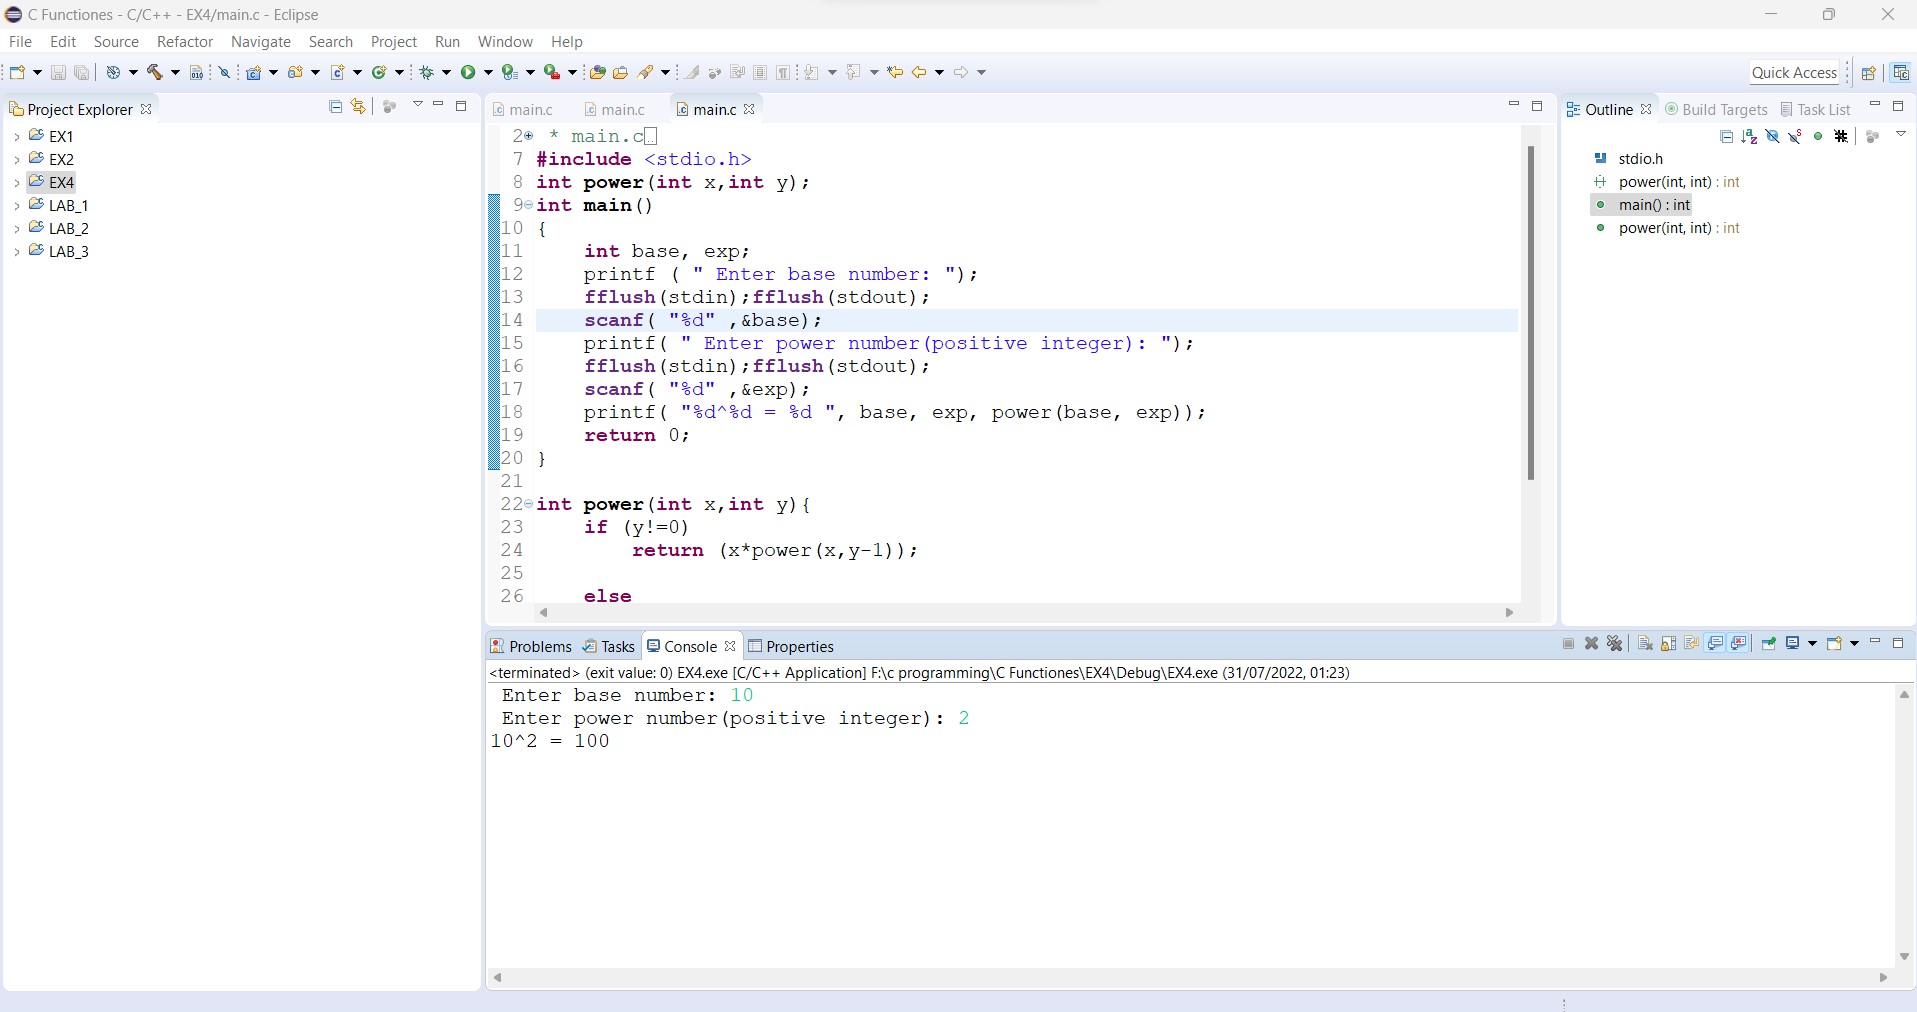 C Functiones - C/C++ - EX4/main.c - Eclipse
File Edit Source Refactor Navigate Search Project Run Window Help
Quick Access
Project Explorer
EX1
EX2
EX4
LAB_1
LAB_2
LAB_3
main.c main.c main.c
2 * main.c
7 #include <stdio.h>
8 int power(int x,int y);
9 int main()
10 {
11 int base, exp;
12 printf ( " Enter base number: ");
13 fflush(stdin);fflush(stdout);
14 scanf( "%d" ,&base);
15 printf( " Enter power number(positive integer): ");
16 fflush(stdin);fflush(stdout);
17 scanf( "%d" ,&exp);
18 printf( "%d^%d = %d ", base, exp, power(base, exp));
19 return 0;
20 }
21
22 int power(int x,int y){
23 if (y!=0)
24 return (x*power(x,y-1));
25
26 else
Outline Build Targets Task List
stdio.h
power(int, int) : int
main() : int
power(int, int) : int
Problems Tasks Console Properties
<terminated> (exit value: 0) EX4.exe [C/C++ Application] F:\c programming\C Functiones\EX4\Debug\EX4.exe (31/07/2022, 01:23)
Enter base number: 10
Enter power number(positive integer): 2
10^2 = 100